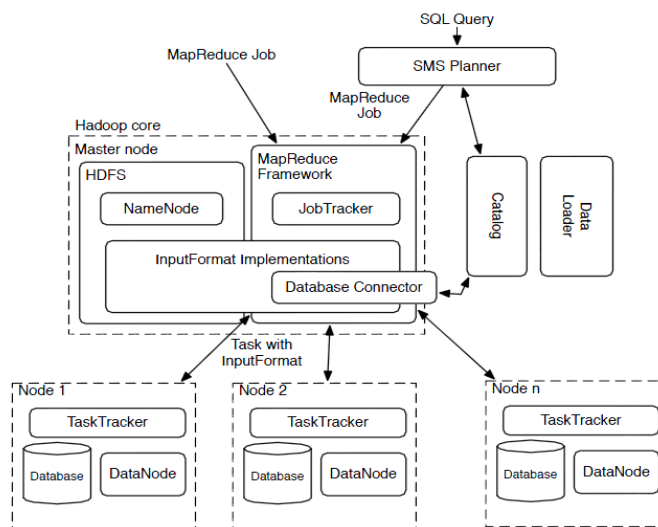 SQL Query
SMS Planner
MapReduce Job
MapReduce
Job
Hadoop core
Master node
HDFS
MapReduce
Framework
NameNode
JobTracker
Catalog
Data
Loader
InputFormat Implementations
Database Connector
Task with
InputFormat
Node 1
TaskTracker
Database
DataNode
Node 2
TaskTracker
Database
DataNode
Node n
TaskTracker
Database
DataNode